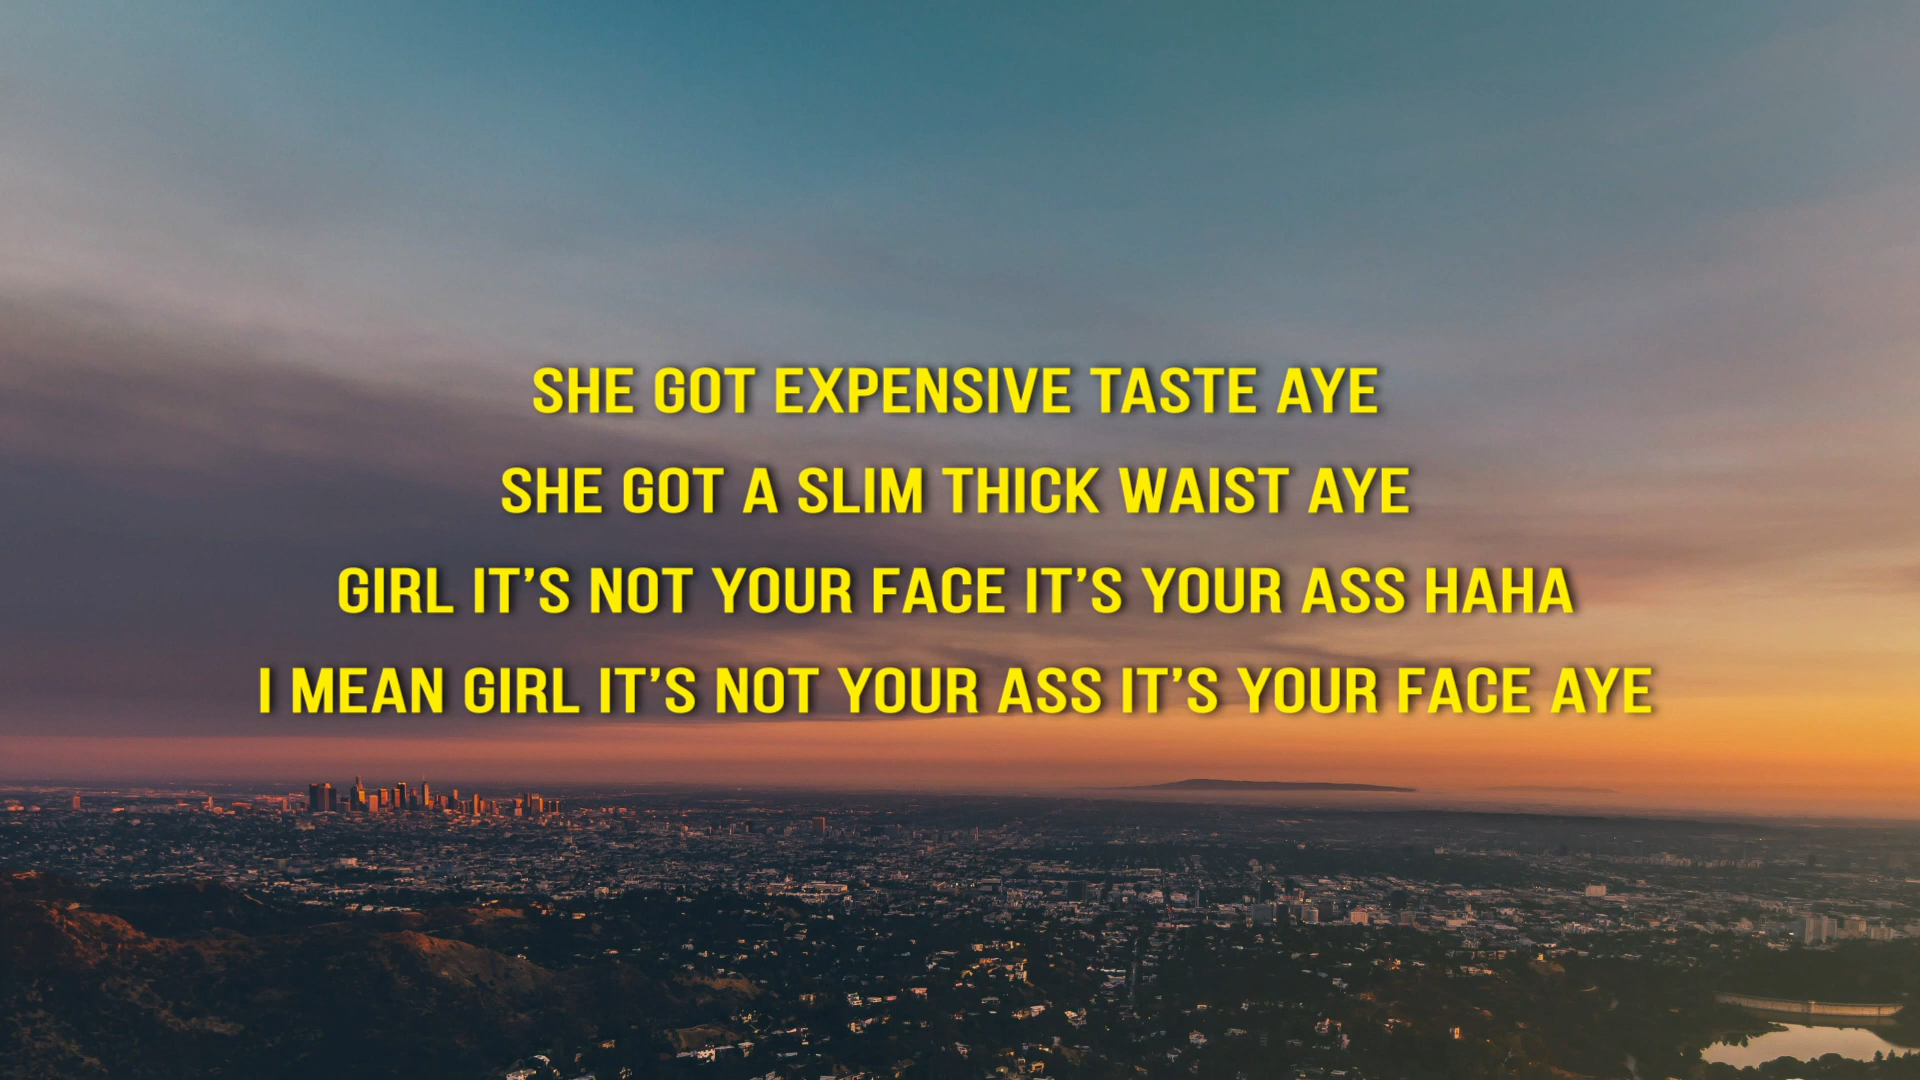 SHE GOT EXPENSIVE TASTE AYE
SHE GOT A SLIM THICK WAIST AYE
GIRL IT’S NOT YOUR FACE IT’S YOUR ASS HAHA
I MEAN GIRL IT’S NOT YOUR ASS IT’S YOUR FACE AYE